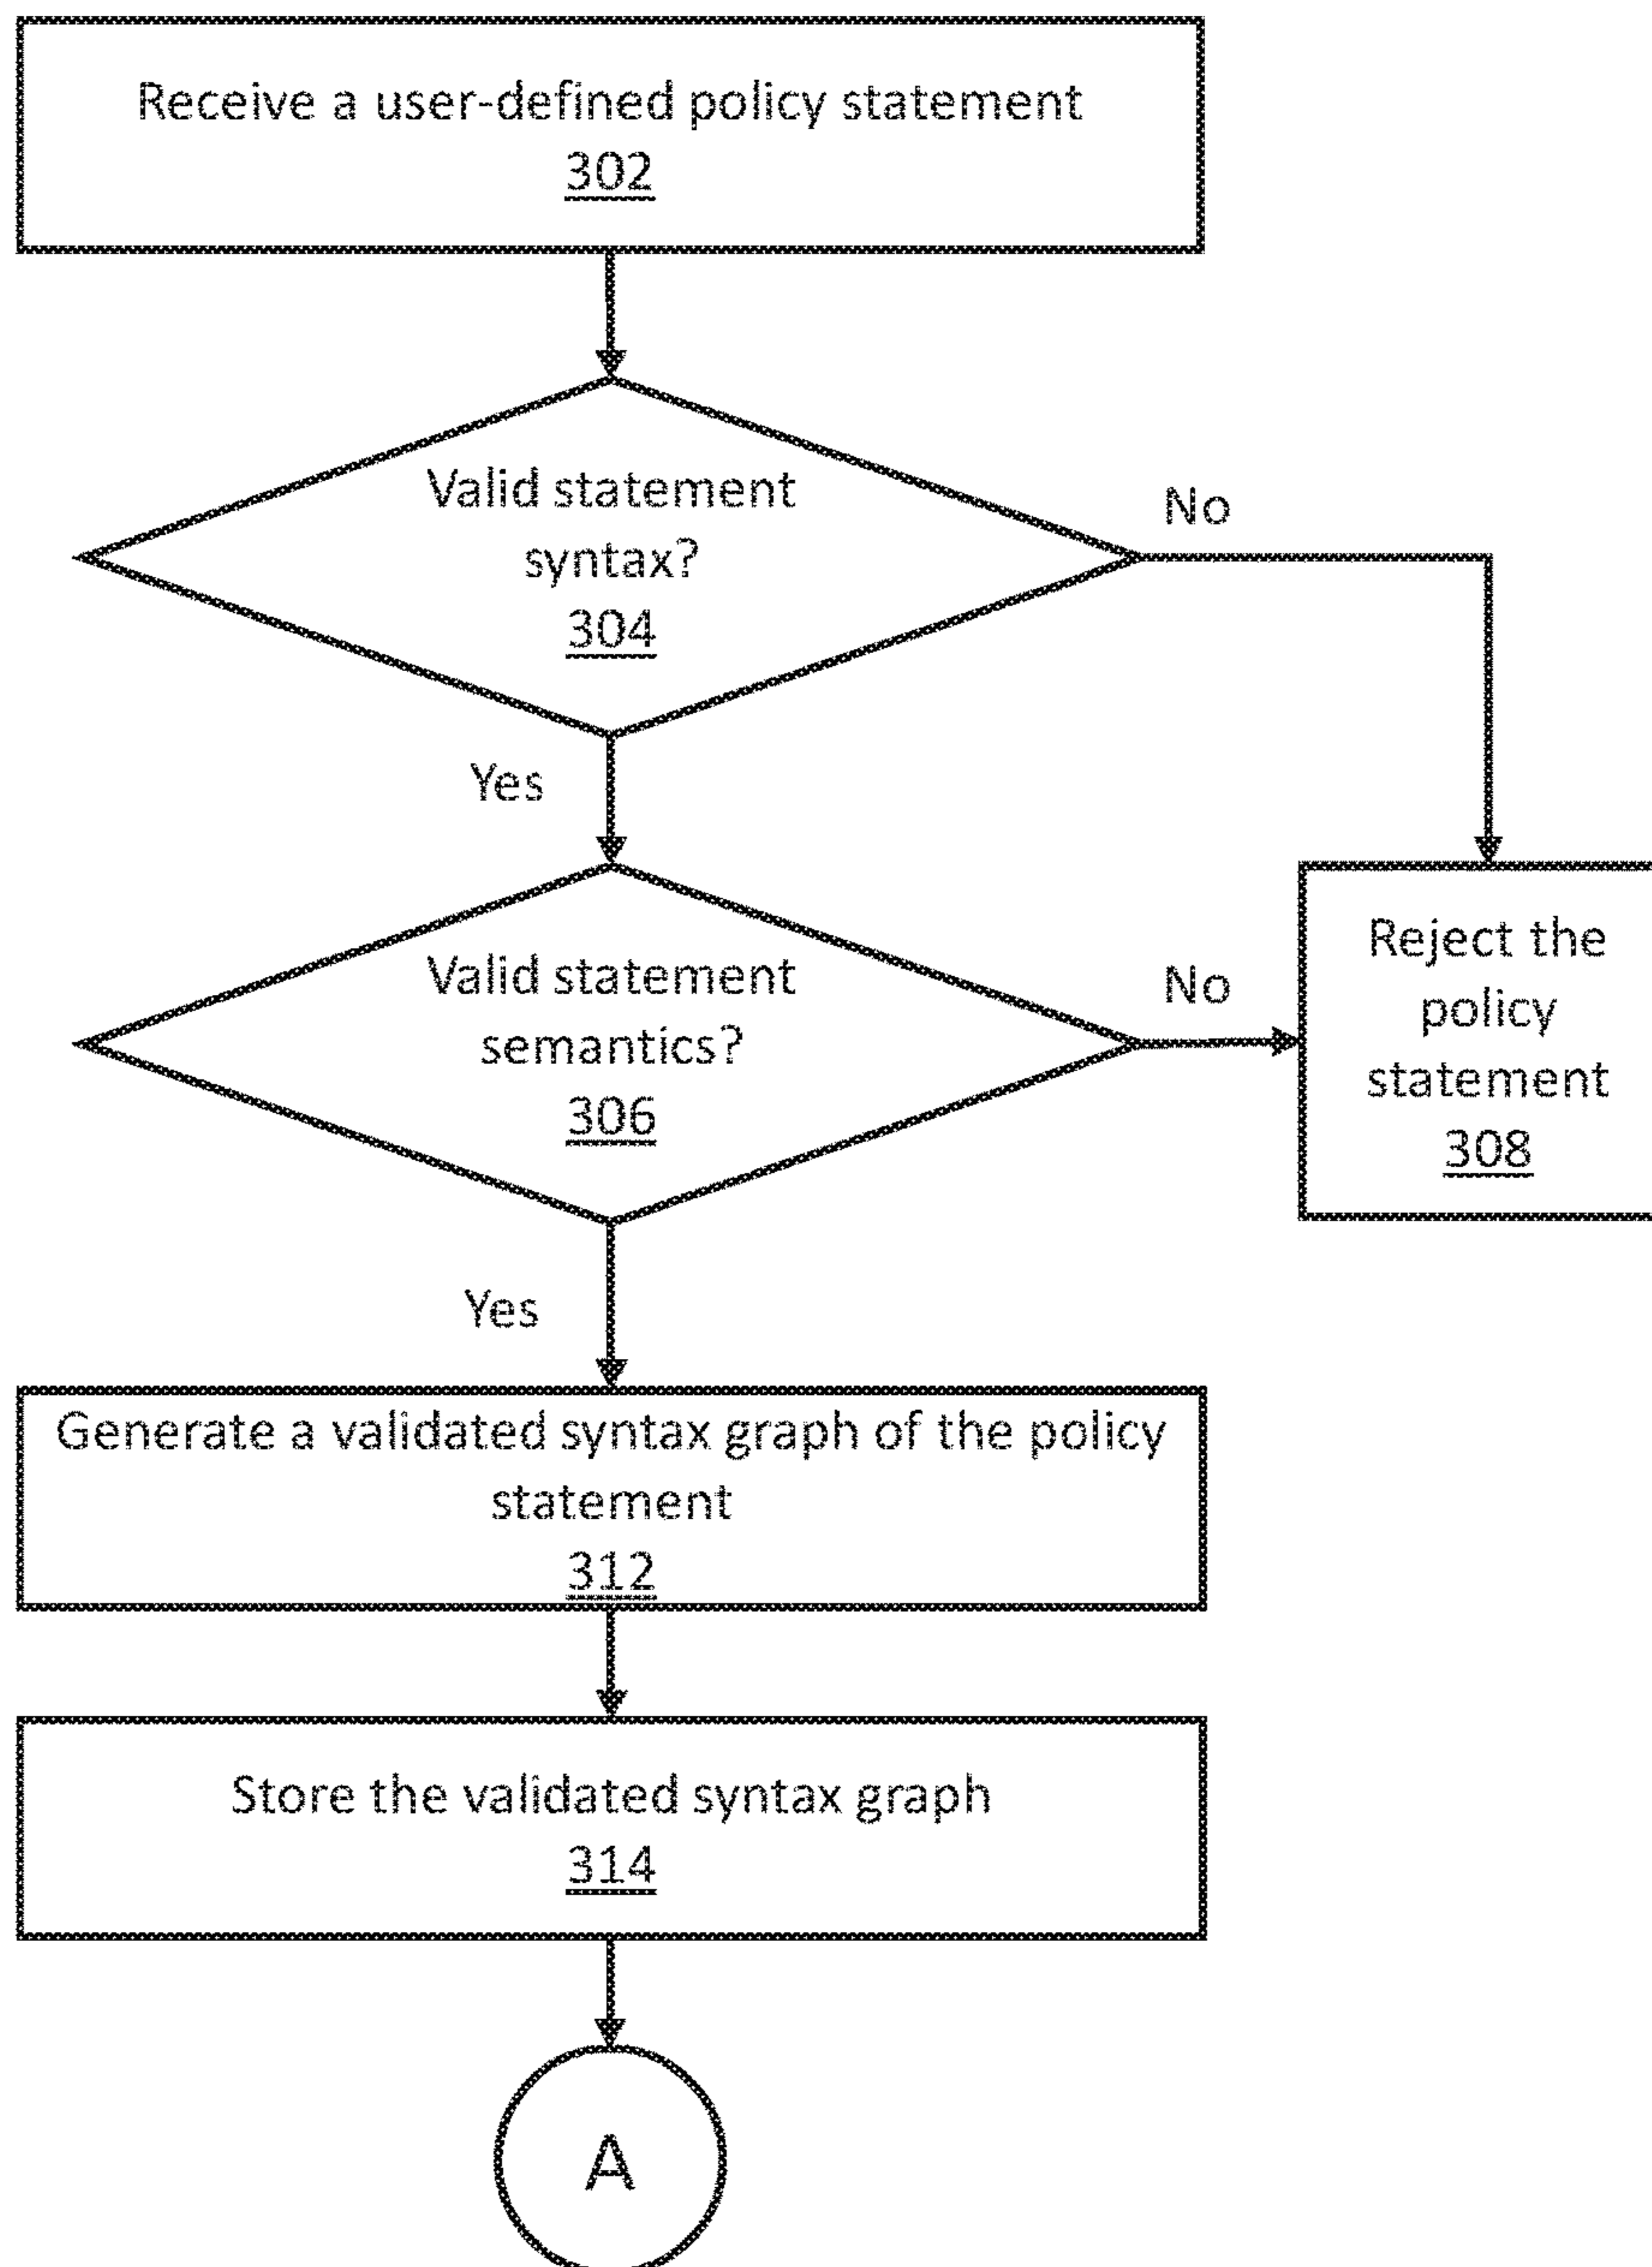 Receive a user-defined policy statement
302
Valid statement
syntax?
304
No
Yes
Valid statement
semantics?
306
No
Reject the
policy
statement
308
Yes
Generate a validated syntax graph of the policy
statement
312
Store the validated syntax graph
314
A